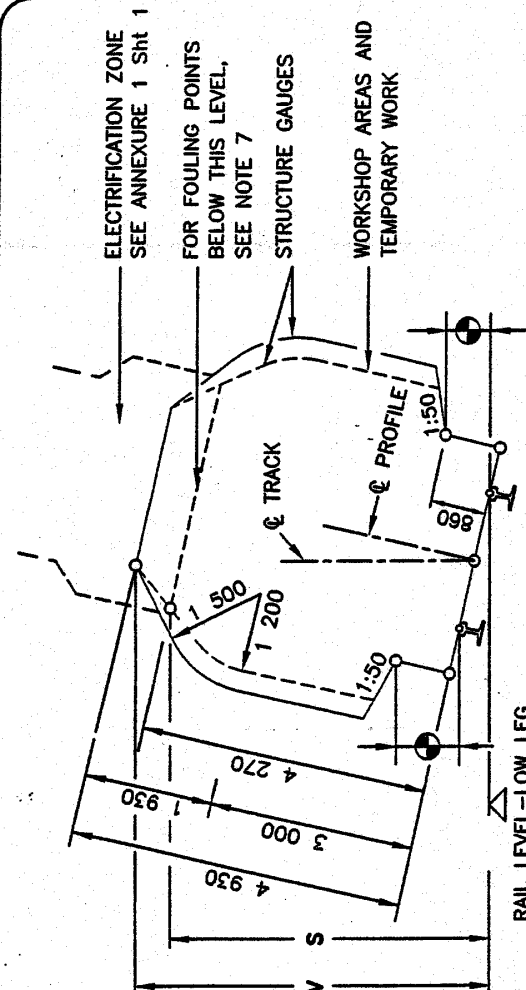 ELECTRIFICATION ZONE
SEE ANNEXURE 1 Sht 1
FOR FOULING POINTS
BELOW THIS LEVEL,
SEE NOTE 7
STRUCTURE GAUGES
WORKSHOP AREAS AND
TEMPORARY WORK
℄ TRACK
℄ PROFILE
1 500
1 200
1:50
1:50
860
4 270
1 930
3 000
4 930
S
V
RAIL LEVEL-LOW LEG